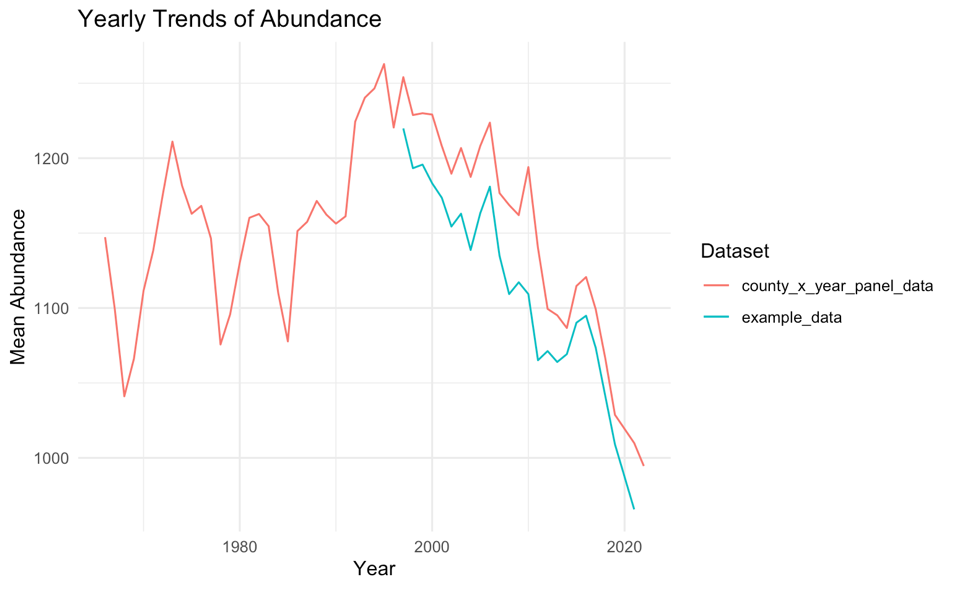 Yearly Trends of Abundance
1200
1100
1000
Mean Abundance
1980
2000
2020
Year
Dataset
county_x_year_panel_data
example_data